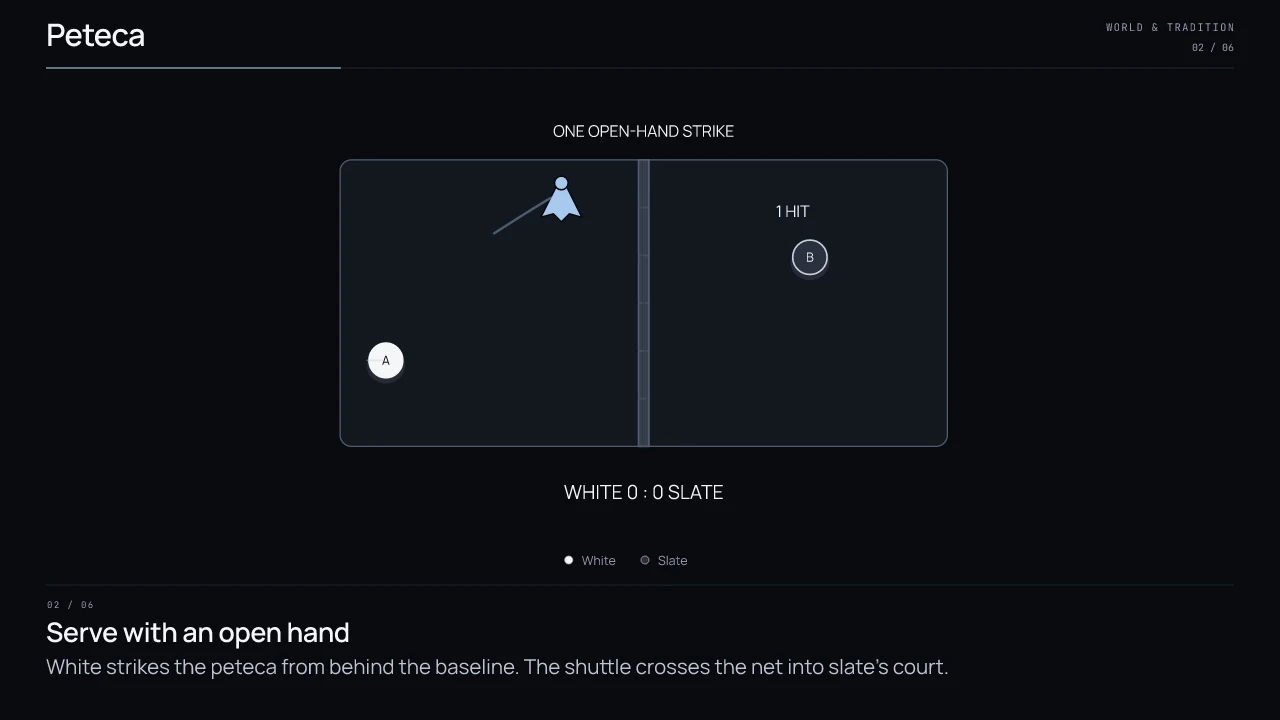 Peteca
WORLD & TRADITION
02 / 06
ONE OPEN-HAND STRIKE
1 HIT
B
A
WHITE 0 : 0 SLATE
White
Slate
02 / 06
Serve with an open hand
White strikes the peteca from behind the baseline. The shuttle crosses the net into slate's court.